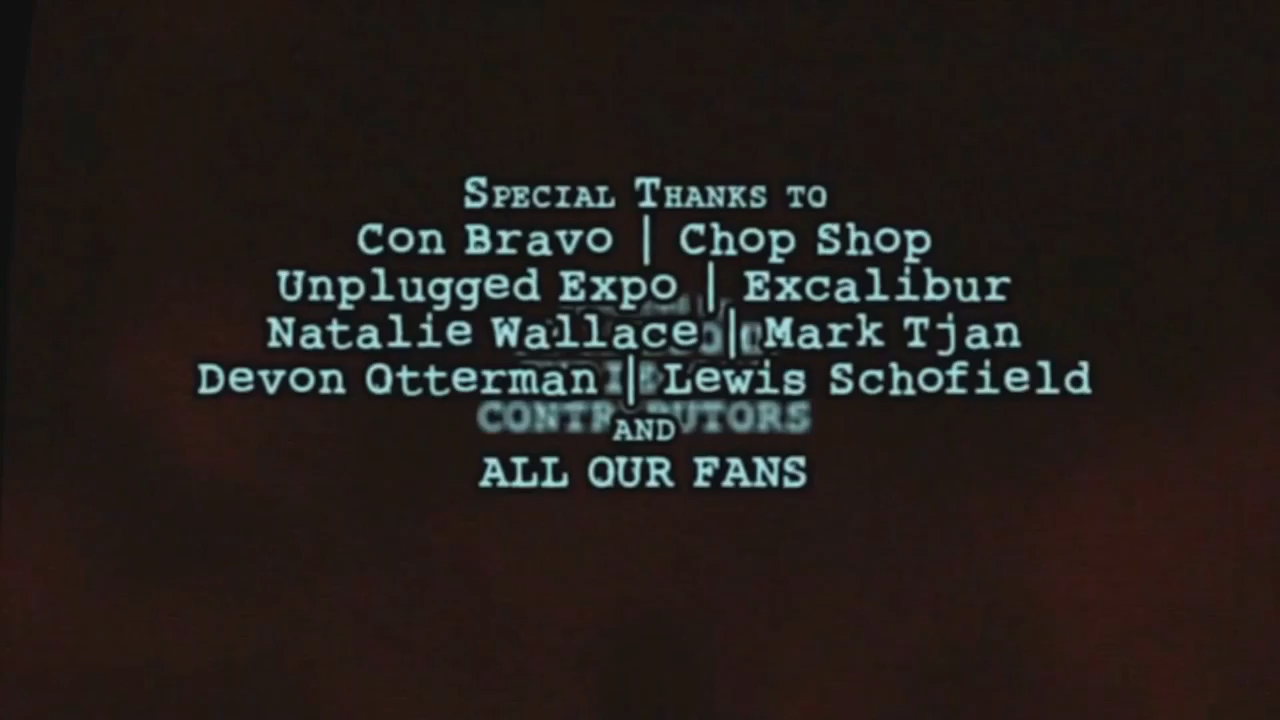 Special Thanks to
Con Bravo | Chop Shop
Unplugged Expo | Excalibur
Natalie Wallace | Mark Tjan
Devon Otterman | Lewis Schofield
CONTRIBUTORS
AND
ALL OUR FANS